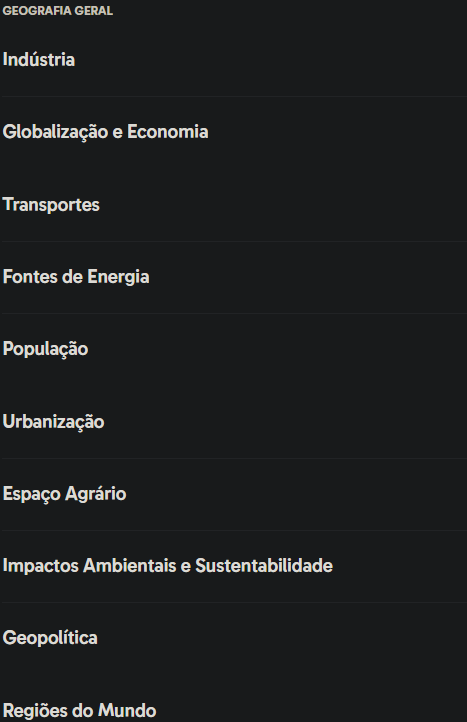 GEOGRAFIA GERAL
Indústria
Globalização e Economia
Transportes
Fontes de Energia
População
Urbanização
Espaço Agrário
Impactos Ambientais e Sustentabilidade
Geopolítica
Regiões do Mundo